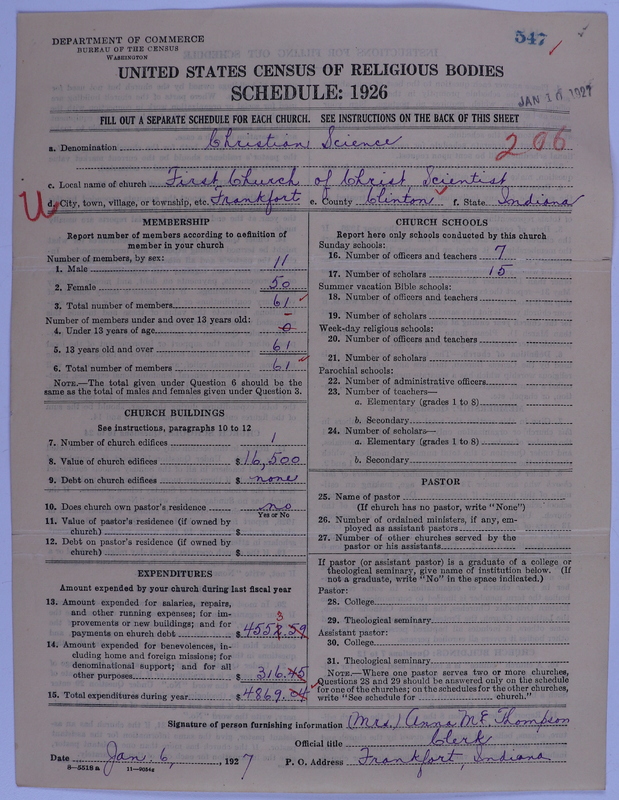 DEPARTMENT OF COMMERCE
BUREAU OF THE CENSUS
WASHINGTON
547
UNITED STATES CENSUS OF RELIGIOUS BODIES
SCHEDULE: 1926
JAN 10 1927
FILL OUT A SEPARATE SCHEDULE FOR EACH CHURCH. SEE INSTRUCTIONS ON THE BACK OF THIS SHEET
a. Denomination Christian Science
206
c. Local name of church First Church of Christ Scientist
d. City, town, village, or township, etc. Frankfort e. County Clinton f. State Indiana
MEMBERSHIP
Report number of members according to definition of
member in your church
Number of members, by sex:
1. Male 11
2. Female 50
3. Total number of members 61
Number of members under and over 13 years old:
4. Under 13 years of age 0
5. 13 years old and over 61
6. Total number of members 61
NOTE.—The total given under Question 6 should be the
same as the total of males and females given under Question 3.
CHURCH BUILDINGS
See instructions, paragraphs 10 to 12
7. Number of church edifices 1
8. Value of church edifices $16,500
9. Debt on church edifices $ none
10. Does church own pastor's residence no
Yes or No
11. Value of pastor's residence (if owned by
church) $
12. Debt on pastor's residence (if owned by
church) $
EXPENDITURES
Amount expended by your church during last fiscal year
13. Amount expended for salaries, repairs,
and other running expenses; for im-
provements or new buildings; and for
payments on church debt $4552.59
3
14. Amount expended for benevolences, in-
cluding home and foreign missions; for
denominational support; and for all
other purposes $316.45
15. Total expenditures during year $4869.04
CHURCH SCHOOLS
Report here only schools conducted by this church
Sunday schools:
16. Number of officers and teachers 7
17. Number of scholars 15
Summer vacation Bible schools:
18. Number of officers and teachers
19. Number of scholars
Week-day religious schools:
20. Number of officers and teachers
21. Number of scholars
Parochial schools:
22. Number of administrative officers
23. Number of teachers—
a. Elementary (grades 1 to 8)
b. Secondary
24. Number of scholars—
a. Elementary (grades 1 to 8)
b. Secondary
PASTOR
25. Name of pastor
(If church has no pastor, write "None")
26. Number of ordained ministers, if any, em-
ployed as assistant pastors
27. Number of other churches served by the
pastor or his assistants
If pastor (or assistant pastor) is a graduate of a college or
theological seminary, give name of institution below. (If
not a graduate, write "No" in the space indicated.)
Pastor:
28. College
29. Theological seminary
Assistant pastor:
30. College
31. Theological seminary
NOTE.—Where one pastor serves two or more churches,
Questions 28 and 29 should be answered only on the schedule
for one of the churches; on the schedules for the other churches,
write "See schedule for church."
Signature of person furnishing information (Mrs.) Anna Mc Thompson
Official title Clerk
Date Jan. 6, 1927 P. O. Address Frankfort, Indiana
8—5518 a